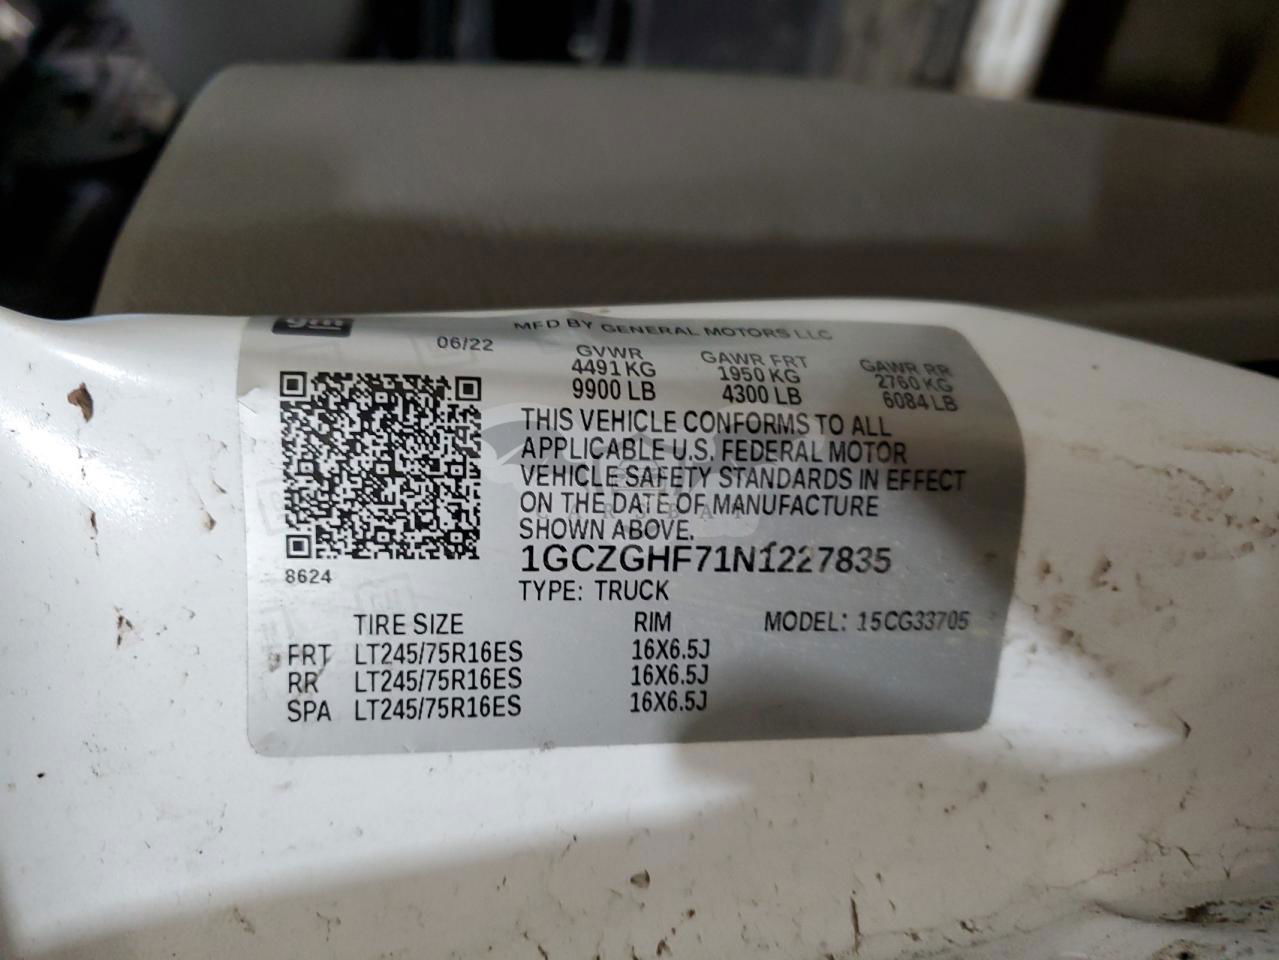 gm
MFD BY GENERAL MOTORS LLC
06/22
GVWR GAWR FRT GAWR RR
4491 KG 1950 KG 2760 KG
9900 LB 4300 LB 6084 LB
THIS VEHICLE CONFORMS TO ALL
APPLICABLE U.S. FEDERAL MOTOR
VEHICLE SAFETY STANDARDS IN EFFECT
ON THE DATE OF MANUFACTURE
SHOWN ABOVE.
CARSBAT
1GCZGHF71N1227835
8624
TYPE: TRUCK
TIRE SIZE RIM MODEL: 15CG33705
FRT LT245/75R16ES 16X6.5J
RR LT245/75R16ES 16X6.5J
SPA LT245/75R16ES 16X6.5J